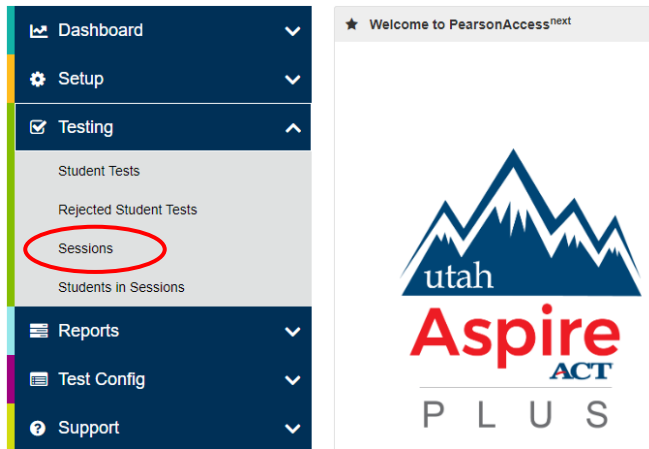 Dashboard
Setup
Testing
Student Tests
Rejected Student Tests
Sessions
Students in Sessions
Reports
Test Config
Support
Welcome to PearsonAccessnext
utah
Aspire
ACT
PLUS